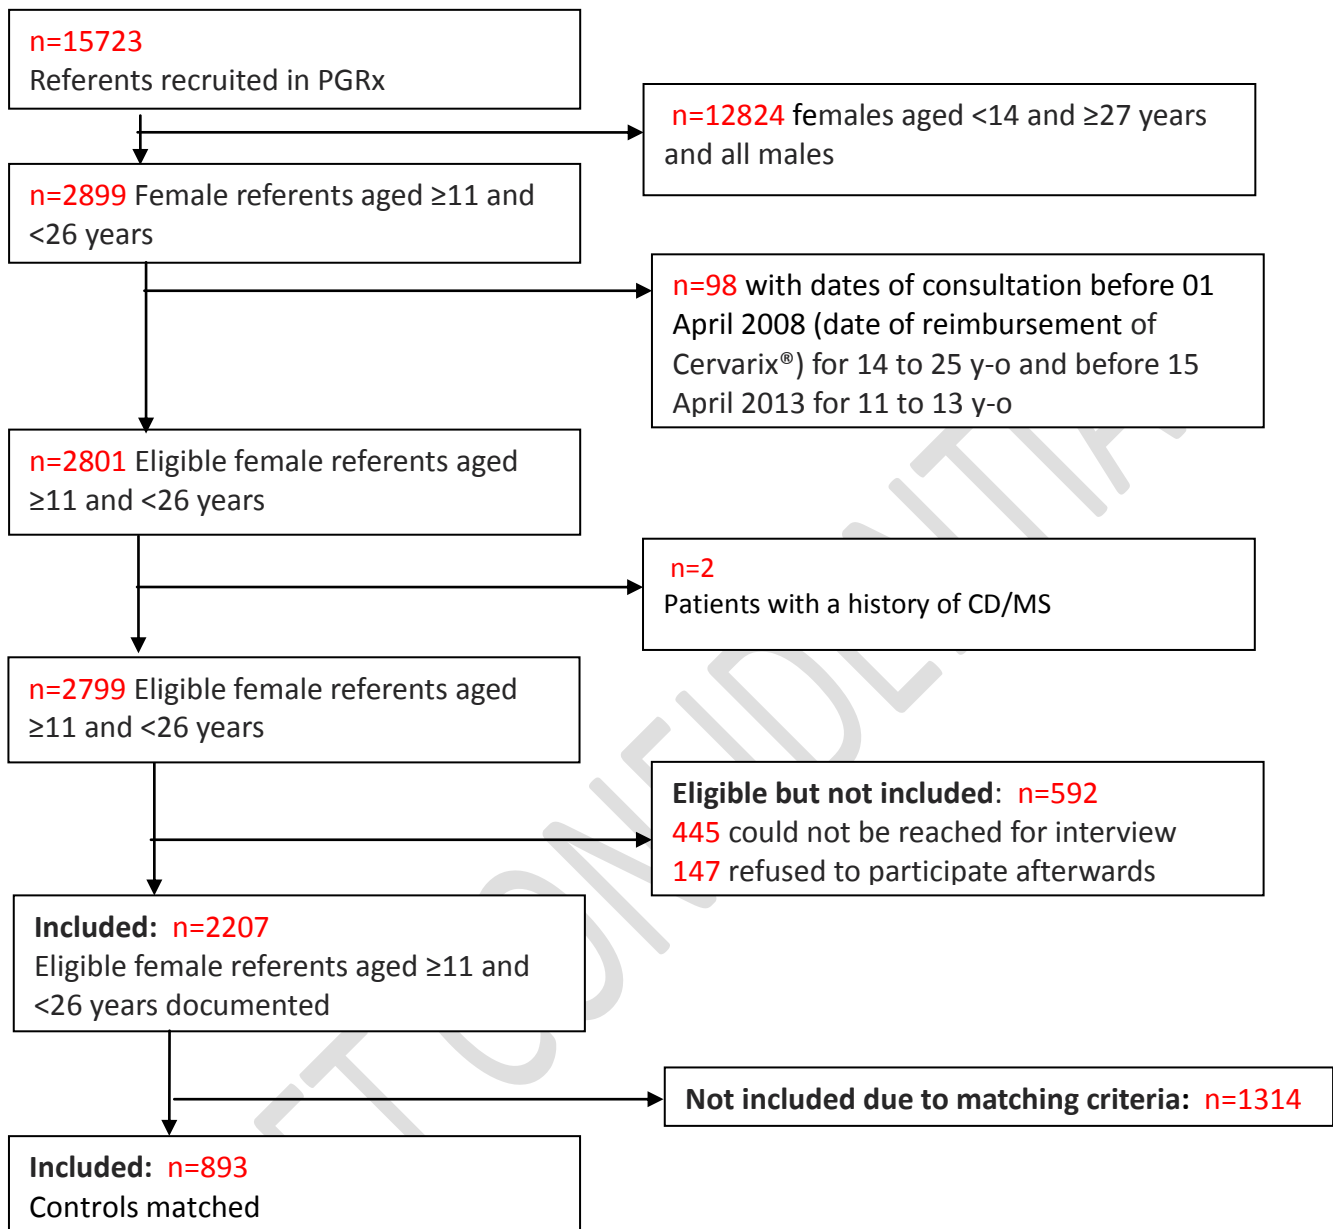 n=15723
Referents recruited in PGRx
n=12824 females aged <14 and ≥27 years
and all males
n=2899 Female referents aged ≥11 and
<26 years
n=98 with dates of consultation before 01
April 2008 (date of reimbursement of
Cervarix®) for 14 to 25 y-o and before 15
April 2013 for 11 to 13 y-o
n=2801 Eligible female referents aged
≥11 and <26 years
n=2
Patients with a history of CD/MS
n=2799 Eligible female referents aged
≥11 and <26 years
Eligible but not included: n=592
445 could not be reached for interview
147 refused to participate afterwards
Included: n=2207
Eligible female referents aged ≥11 and
<26 years documented
Not included due to matching criteria: n=1314
Included: n=893
Controls matched